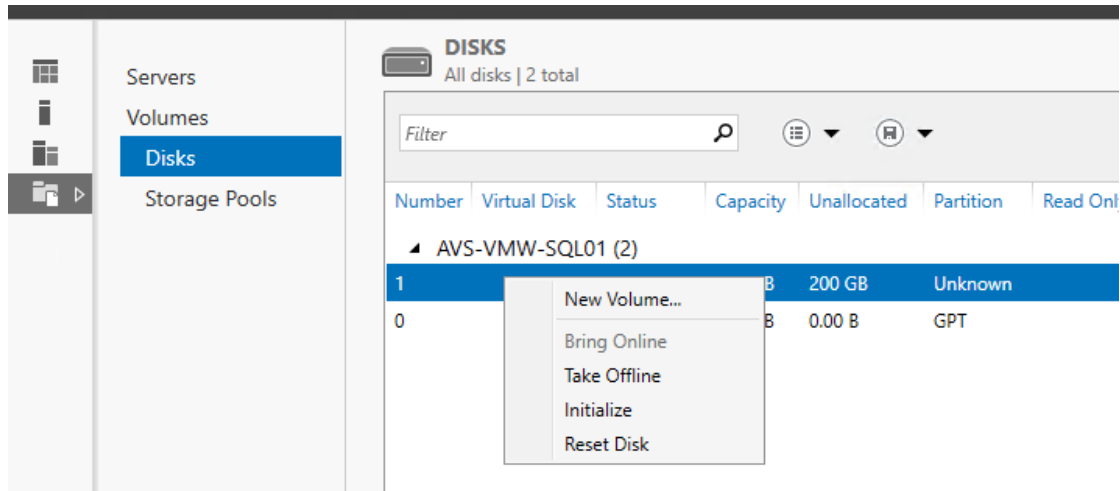 DISKS
All disks | 2 total
Servers
Volumes
Disks
Storage Pools
Filter
Number Virtual Disk Status Capacity Unallocated Partition Read Onl
AVS-VMW-SQL01 (2)
1 B 200 GB Unknown
0 B 0.00 B GPT
New Volume...
Bring Online
Take Offline
Initialize
Reset Disk